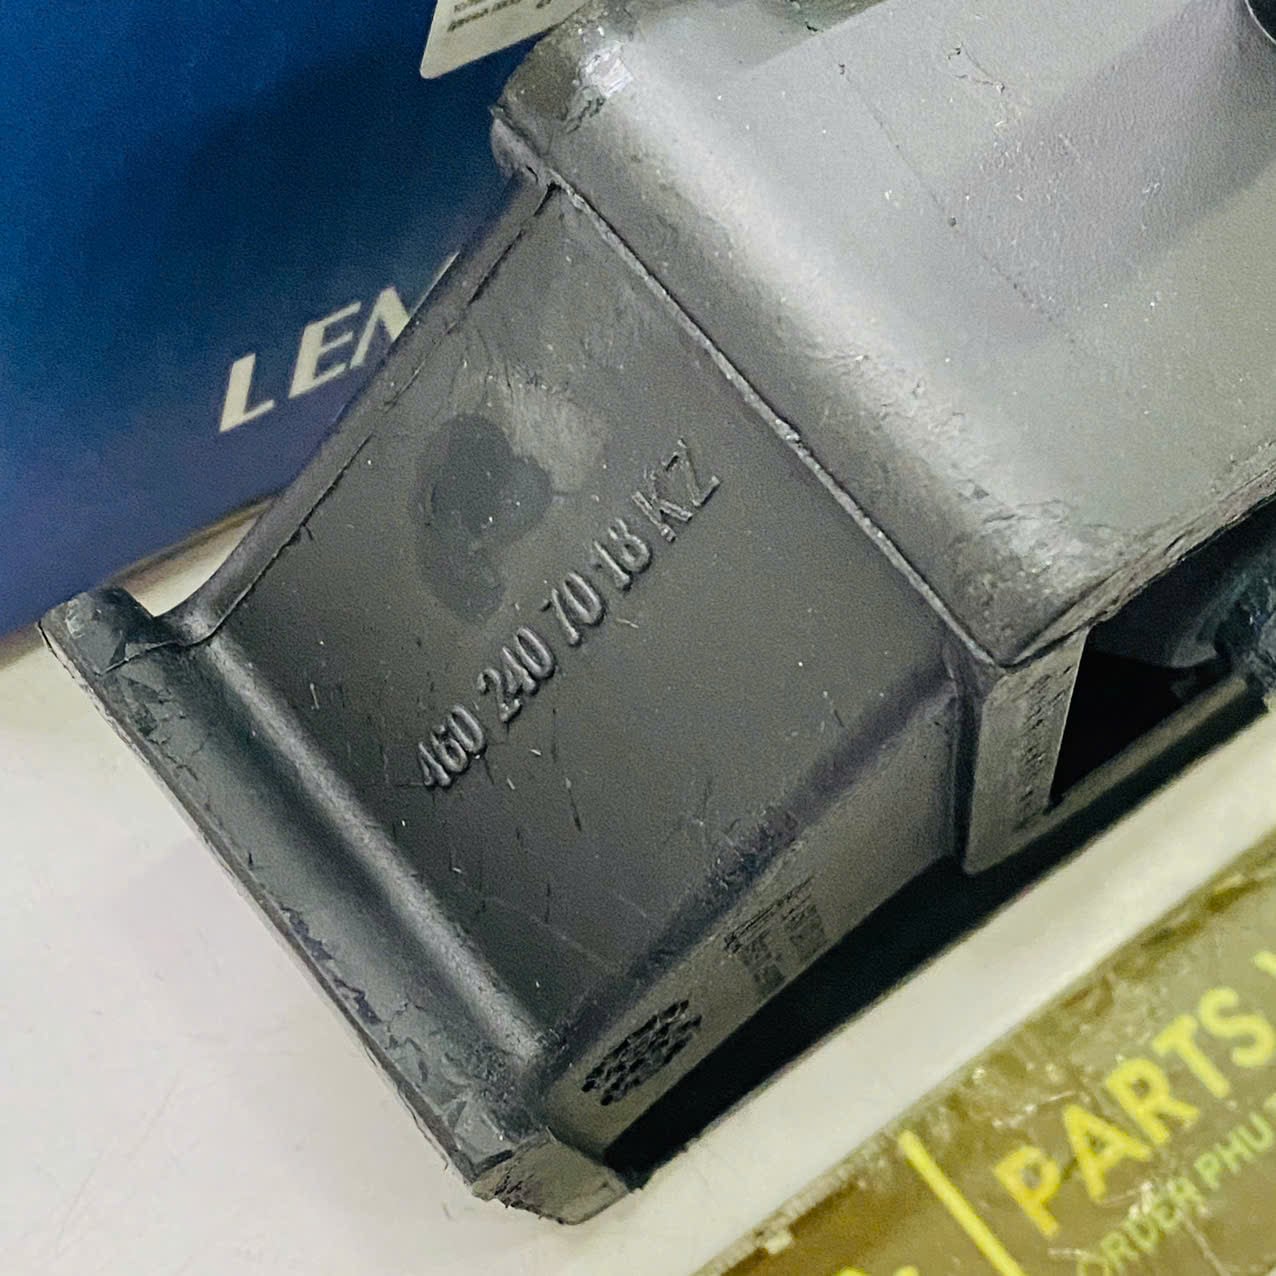 LEM
460 240 70 18 KZ
PARTS
ORDER PHU